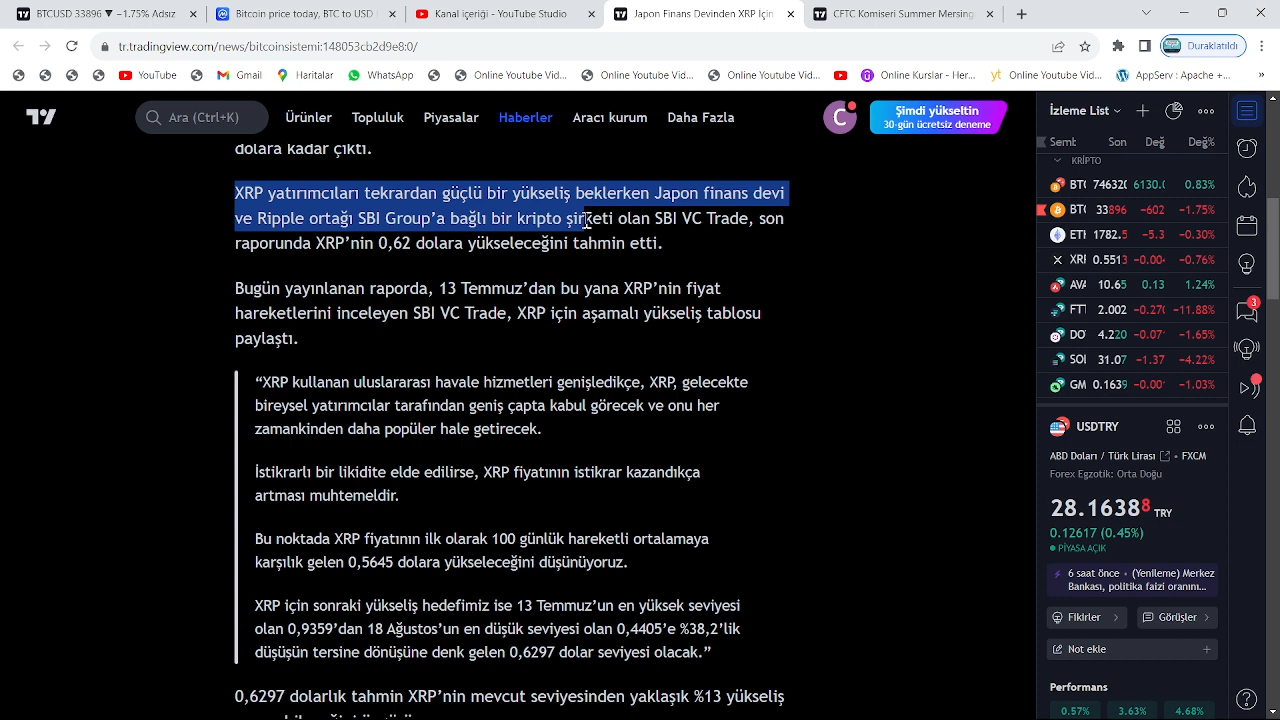 BTCUSD 33896 ▼ −1.75% Adsız
Bitcoin price today, BTC to USD
Kanal içeriği - YouTube Studio
Japon Finans Devinden XRP İçin
CFTC Komiseri Summer Mersing
tr.tradingview.com/news/bitcoinsistemi:148053cb2d9e8:0/
Duraklatıldı
YouTube
Gmail
Haritalar
WhatsApp
Online Youtube Vid...
Online Youtube Vid...
Online Youtube Vid...
Online Kurslar - Her...
Online Youtube Vid...
AppServ : Apache +...
»
Ara (Ctrl+K)
Ürünler
Topluluk
Piyasalar
Haberler
Aracı kurum
Daha Fazla
C
Şimdi yükseltin
30-gün ücretsiz deneme
dolara kadar çıktı.
XRP yatırımcıları tekrardan güçlü bir yükseliş beklerken Japon finans devi
ve Ripple ortağı SBI Group’a bağlı bir kripto şirketi olan SBI VC Trade, son
raporunda XRP’nin 0,62 dolara yükseleceğini tahmin etti.
Bugün yayınlanan raporda, 13 Temmuz’dan bu yana XRP’nin fiyat
hareketlerini inceleyen SBI VC Trade, XRP için aşamalı yükseliş tablosu
paylaştı.
“XRP kullanan uluslararası havale hizmetleri genişledikçe, XRP, gelecekte
bireysel yatırımcılar tarafından geniş çapta kabul görecek ve onu her
zamankinden daha popüler hale getirecek.
İstikrarlı bir likidite elde edilirse, XRP fiyatının istikrar kazandıkça
artması muhtemeldir.
Bu noktada XRP fiyatının ilk olarak 100 günlük hareketli ortalamaya
karşılık gelen 0,5645 dolara yükseleceğini düşünüyoruz.
XRP için sonraki yükseliş hedefimiz ise 13 Temmuz’un en yüksek seviyesi
olan 0,9359’dan 18 Ağustos’un en düşük seviyesi olan 0,4405’e %38,2’lik
düşüşün tersine dönüşüne denk gelen 0,6297 dolar seviyesi olacak.”
0,6297 dolarlık tahmin XRP’nin mevcut seviyesinden yaklaşık %13 yükseliş
İzleme List
Semb Son Değ Değ%
KRİPTO
BT( 74632( 6130.( 0.83%
BT( 33896 −602 −1.75%
ETI 1782.5 −5.3 −0.30%
XRI 0.5513 −0.00‹ −0.76%
AVA 10.65 0.13 1.24%
FT 2.002 −0.27( −11.88%
DO 4.220 −0.07 −1.65%
SOI 31.07 −1.37 −4.22%
GM 0.1639 −0.00 −1.03%
3
USDTRY
ABD Doları / Türk Lirası • FXCM
Forex Egzotik: Orta Doğu
28.16388 TRY
0.12617 (0.45%)
PİYASA AÇIK
6 saat önce • (Yenileme) Merkez
Bankası, politika faizi oranını...
Fikirler
Görüşler
Not ekle
Performans
0.57% 3.63% 4.68%